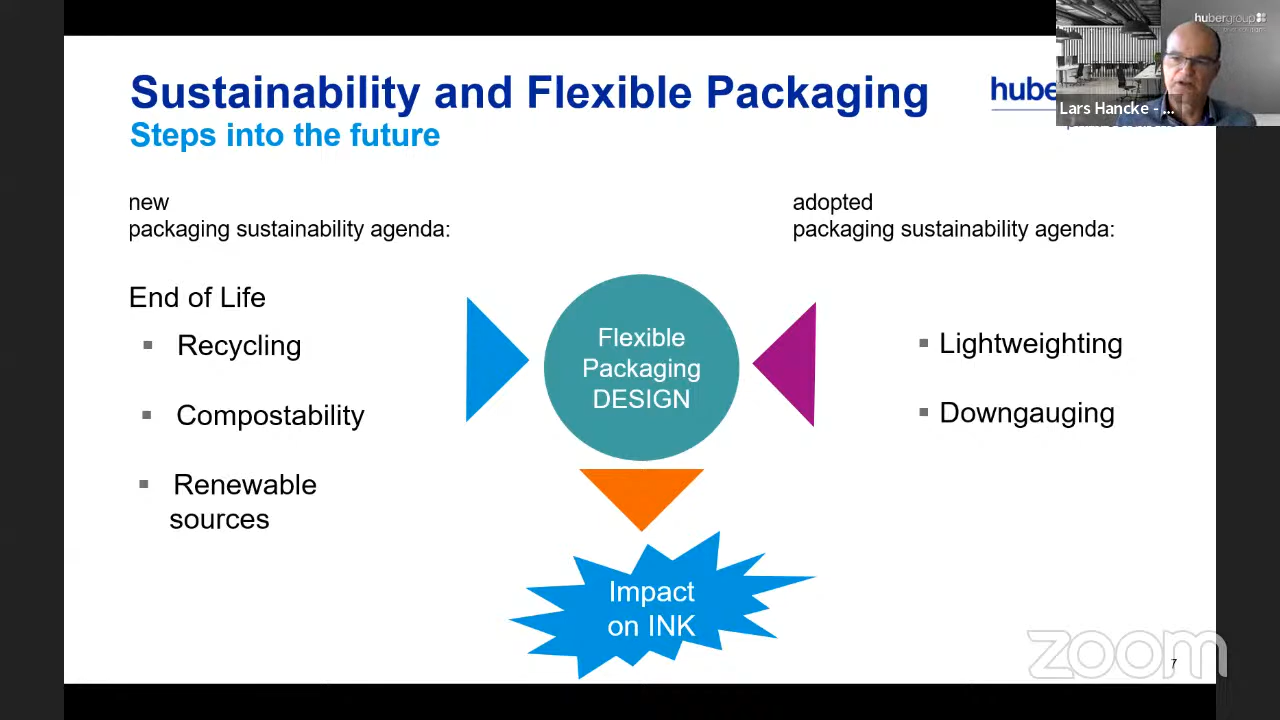 Sustainability and Flexible Packaging
Steps into the future
hube
hubergroup
Lars Hancke - ...
new
packaging sustainability agenda:
adopted
packaging sustainability agenda:
End of Life
▪ Recycling
▪ Compostability
▪ Renewable
sources
Flexible
Packaging
DESIGN
▪ Lightweighting
▪ Downgauging
Impact
on INK
zoom
7